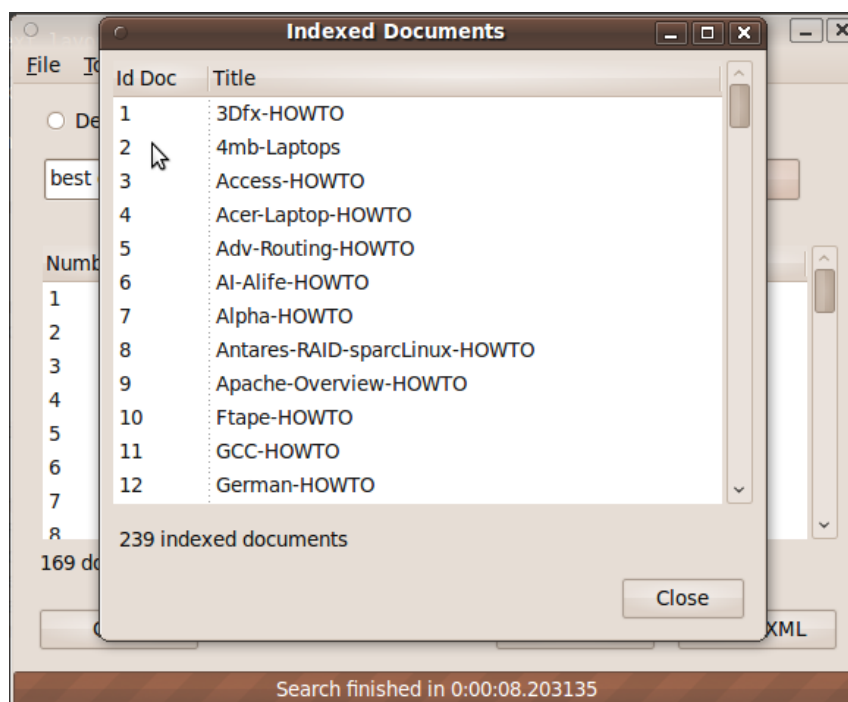 Indexed Documents
File
Id Doc Title
1 3Dfx-HOWTO
2 4mb-Laptops
3 Access-HOWTO
4 Acer-Laptop-HOWTO
5 Adv-Routing-HOWTO
6 AI-Alife-HOWTO
7 Alpha-HOWTO
8 Antares-RAID-sparcLinux-HOWTO
9 Apache-Overview-HOWTO
10 Ftape-HOWTO
11 GCC-HOWTO
12 German-HOWTO
239 indexed documents
Close
best
1
2
3
4
5
6
7
8
169
XML
Search finished in 0:00:08.203135